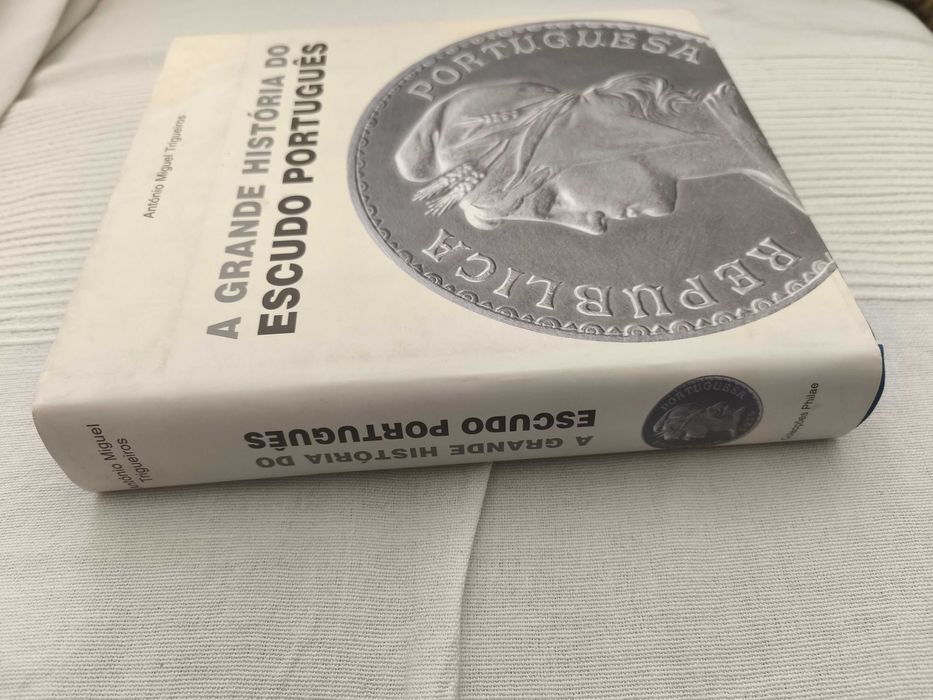 António Miguel Trigueiros
A GRANDE HISTÓRIA DO
ESCUDO PORTUGUÊS
REPUBLICA PORTUGUESA
António Miguel
Trigueiros
A GRANDE HISTÓRIA DO
ESCUDO PORTUGUÊS
PORTUGUESA
Colecções Philae